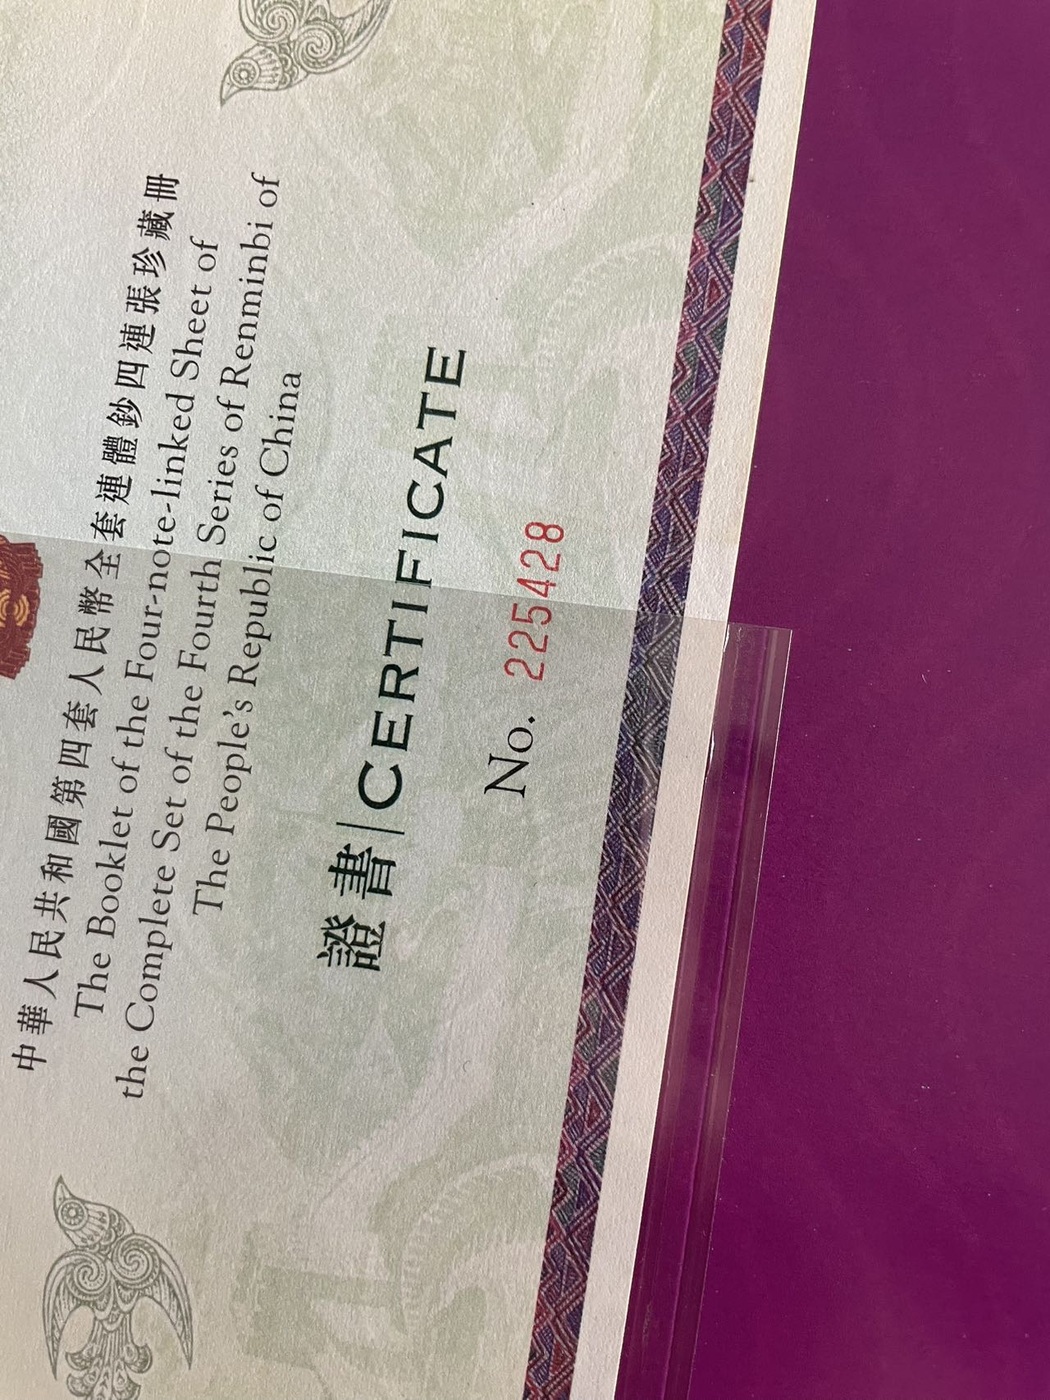 中華人民共和國第四套人民幣全套連體鈔四連張珍藏冊
The Booklet of the Four-note-linked Sheet of
the Complete Set of the Fourth Series of Renminbi of
The People's Republic of China
證書|CERTIFICATE
No. 225428